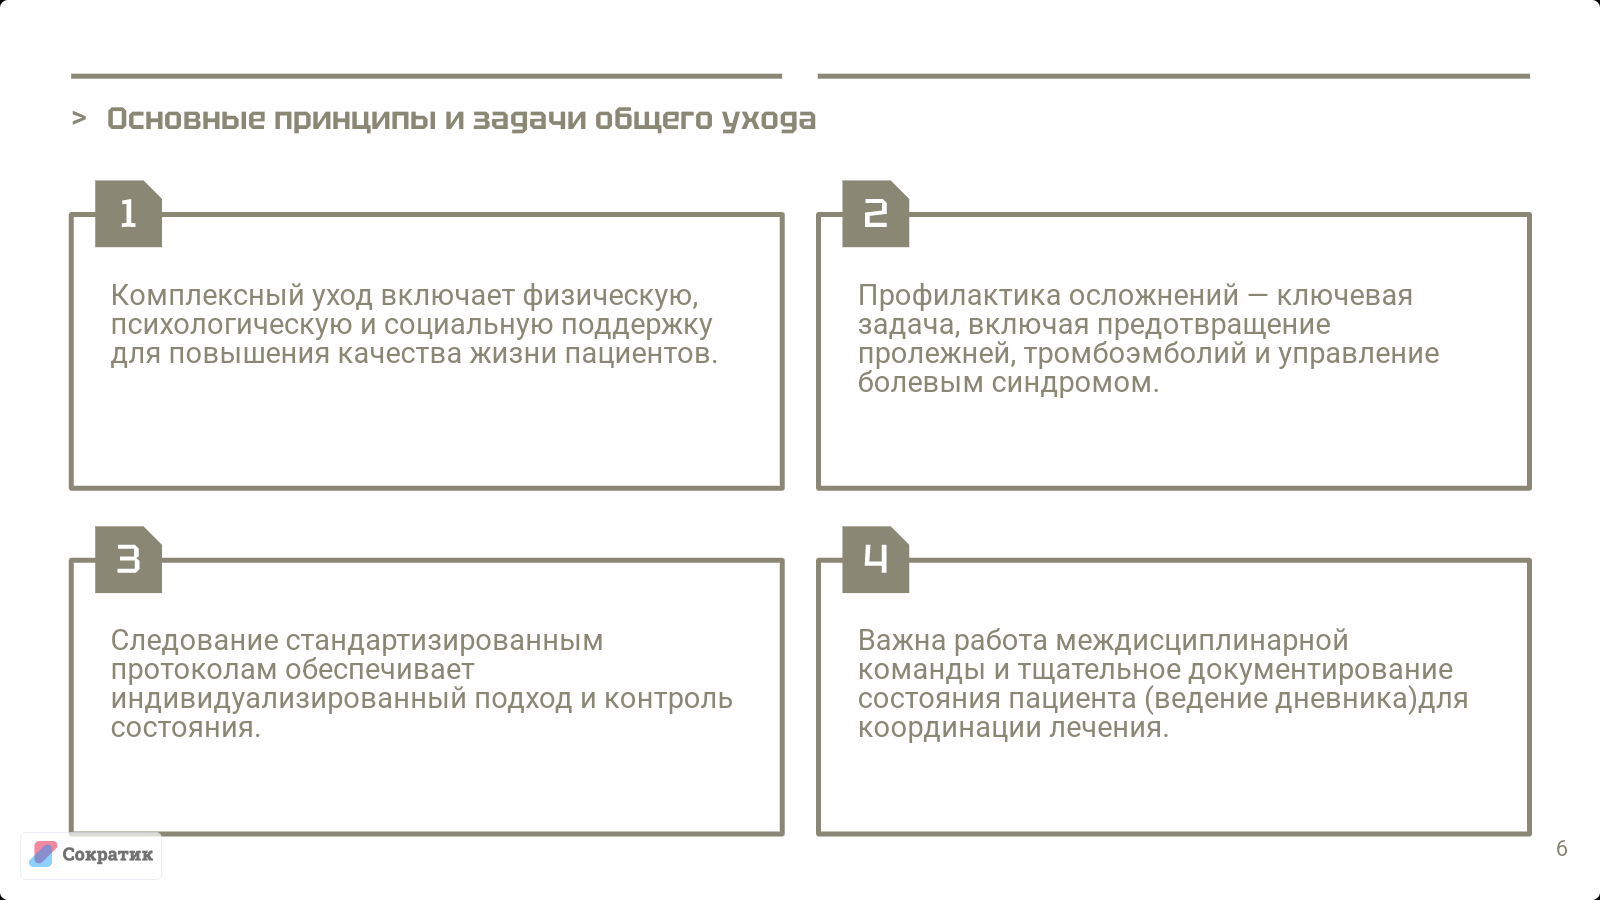 > Основные принципы и задачи общего ухода
1
Комплексный уход включает физическую,
психологическую и социальную поддержку
для повышения качества жизни пациентов.
2
Профилактика осложнений — ключевая
задача, включая предотвращение
пролежней, тромбоэмболий и управление
болевым синдромом.
3
Следование стандартизированным
протоколам обеспечивает
индивидуализированный подход и контроль
состояния.
4
Важна работа междисциплинарной
команды и тщательное документирование
состояния пациента (ведение дневника)для
координации лечения.
Сократик
6